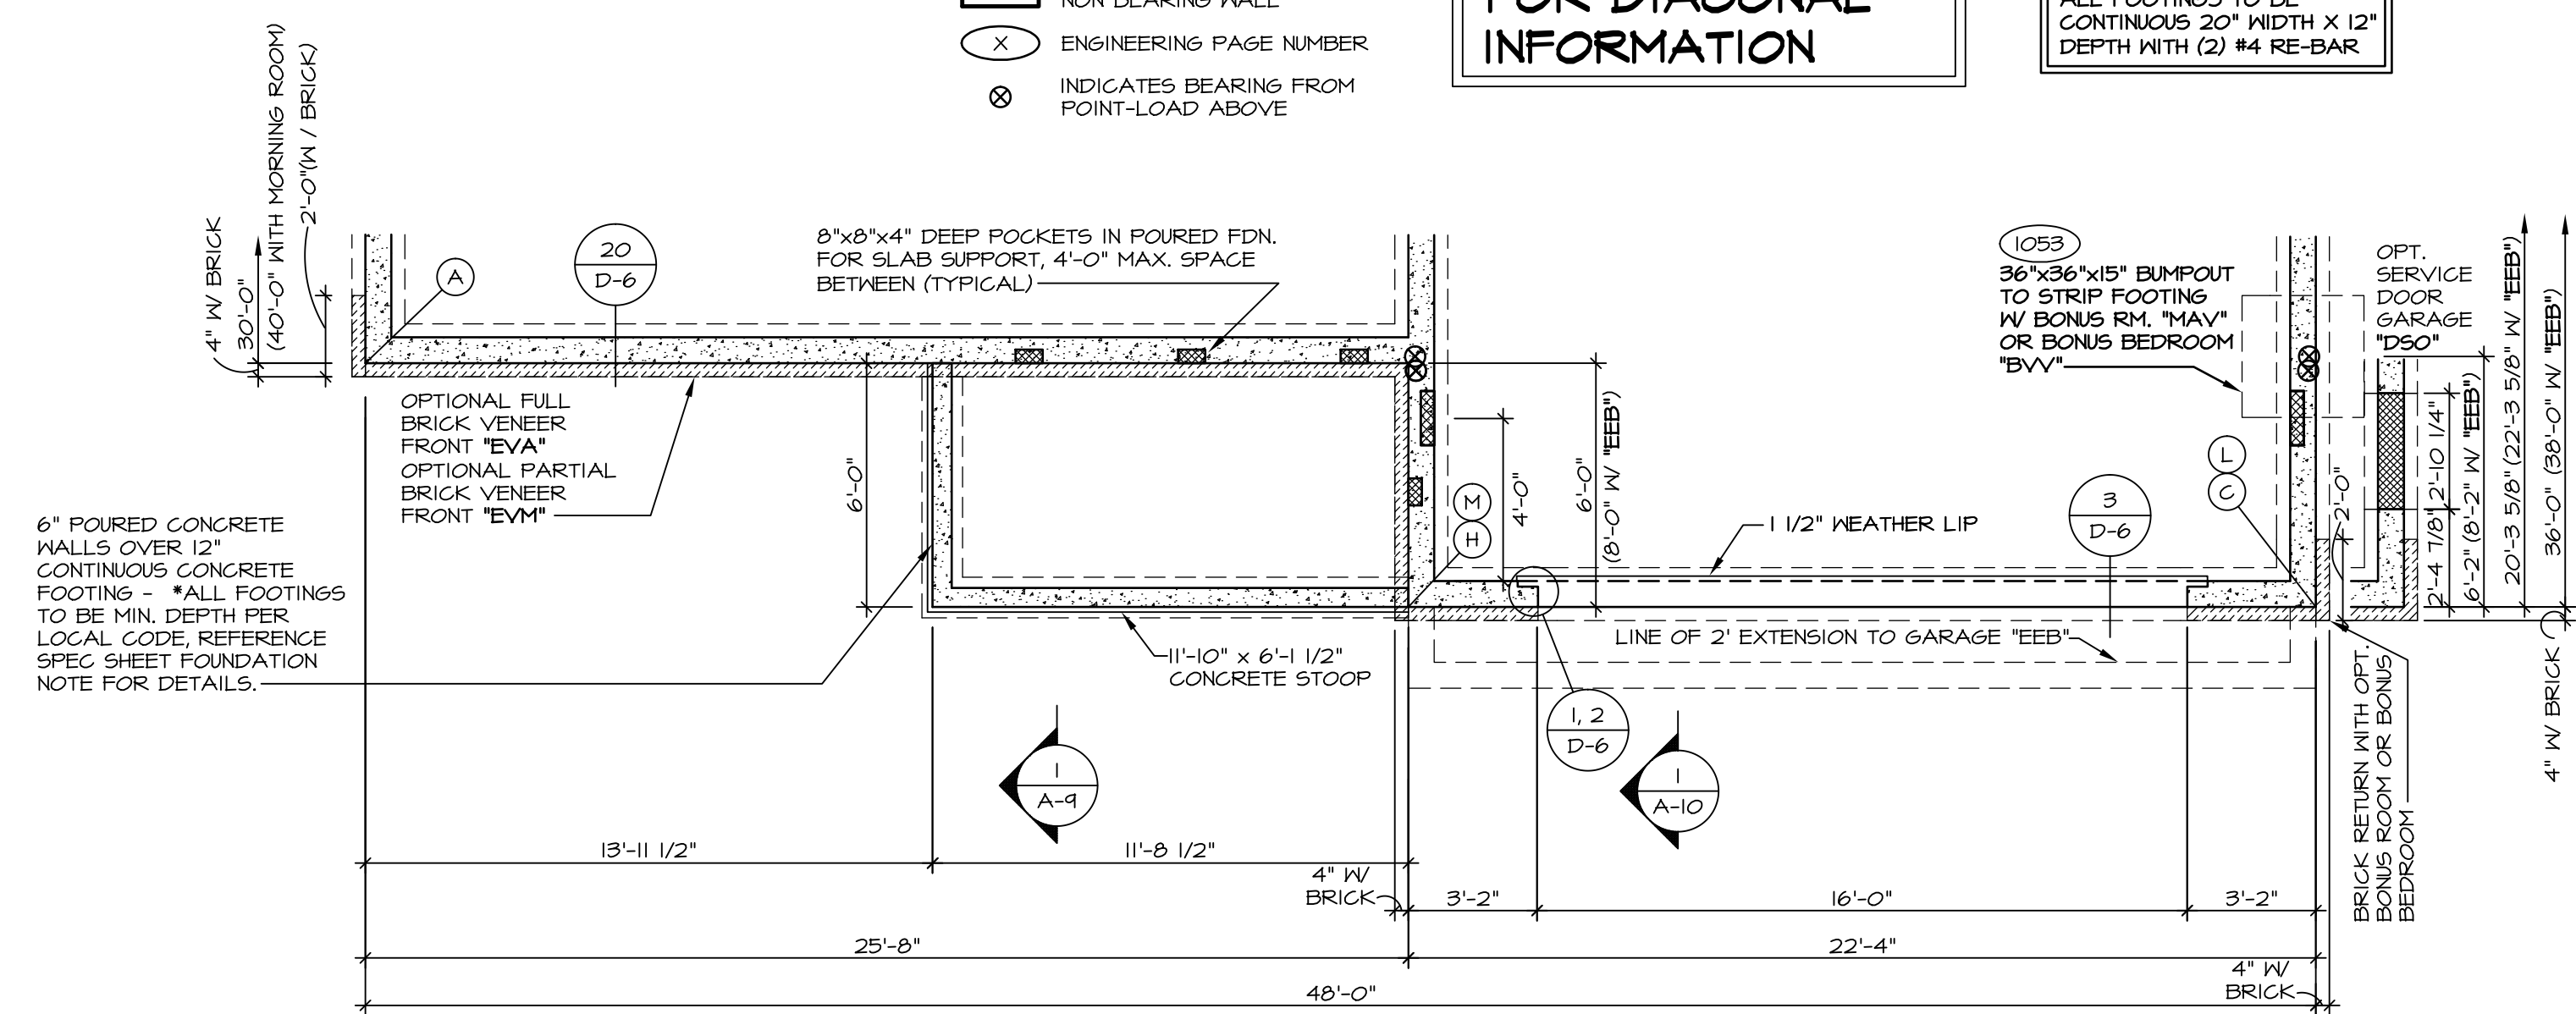 NON BEARING WALL
X
ENGINEERING PAGE NUMBER
INDICATES BEARING FROM
POINT-LOAD ABOVE
FOR DIAGONAL
INFORMATION
ALL FOOTINGS TO BE
CONTINUOUS 20" WIDTH X 12"
DEPTH WITH (2) #4 RE-BAR
4" W/ BRICK
30'-0"
(40'-0" WITH MORNING ROOM)
2'-0"(W / BRICK)
A
20
D-6
8"x8"x4" DEEP POCKETS IN POURED FDN.
FOR SLAB SUPPORT, 4'-0" MAX. SPACE
BETWEEN (TYPICAL)
1053
36"x36"x15" BUMPOUT
TO STRIP FOOTING
W/ BONUS RM. "MAV"
OR BONUS BEDROOM
"BVV"
OPT.
SERVICE
DOOR
GARAGE
"DSO"
OPTIONAL FULL
BRICK VENEER
FRONT "EVA"
OPTIONAL PARTIAL
BRICK VENEER
FRONT "EVM"
6'-0"
M
H
4'-0"
6'-0"
(8'-0" W/ "EEB")
1 1/2" WEATHER LIP
3
D-6
L
C
2'-0"
2'-4 7/8"
2'-10 1/4"
6'-2" (8'-2" W/ "EEB")
20'-3 5/8" (22'-3 5/8" W/ "EEB")
36'-0" (38'-0" W/ "EEB")
4" W/ BRICK
6" POURED CONCRETE
WALLS OVER 12"
CONTINUOUS CONCRETE
FOOTING - *ALL FOOTINGS
TO BE MIN. DEPTH PER
LOCAL CODE, REFERENCE
SPEC SHEET FOUNDATION
NOTE FOR DETAILS.
11'-10" x 6'-1 1/2"
CONCRETE STOOP
LINE OF 2' EXTENSION TO GARAGE "EEB"
1, 2
D-6
1
A-9
1
A-10
BRICK RETURN WITH OPT.
BONUS ROOM OR BONUS
BEDROOM
13'-11 1/2"
11'-8 1/2"
4" W/
BRICK
3'-2"
16'-0"
3'-2"
25'-8"
22'-4"
4" W/
BRICK
48'-0"